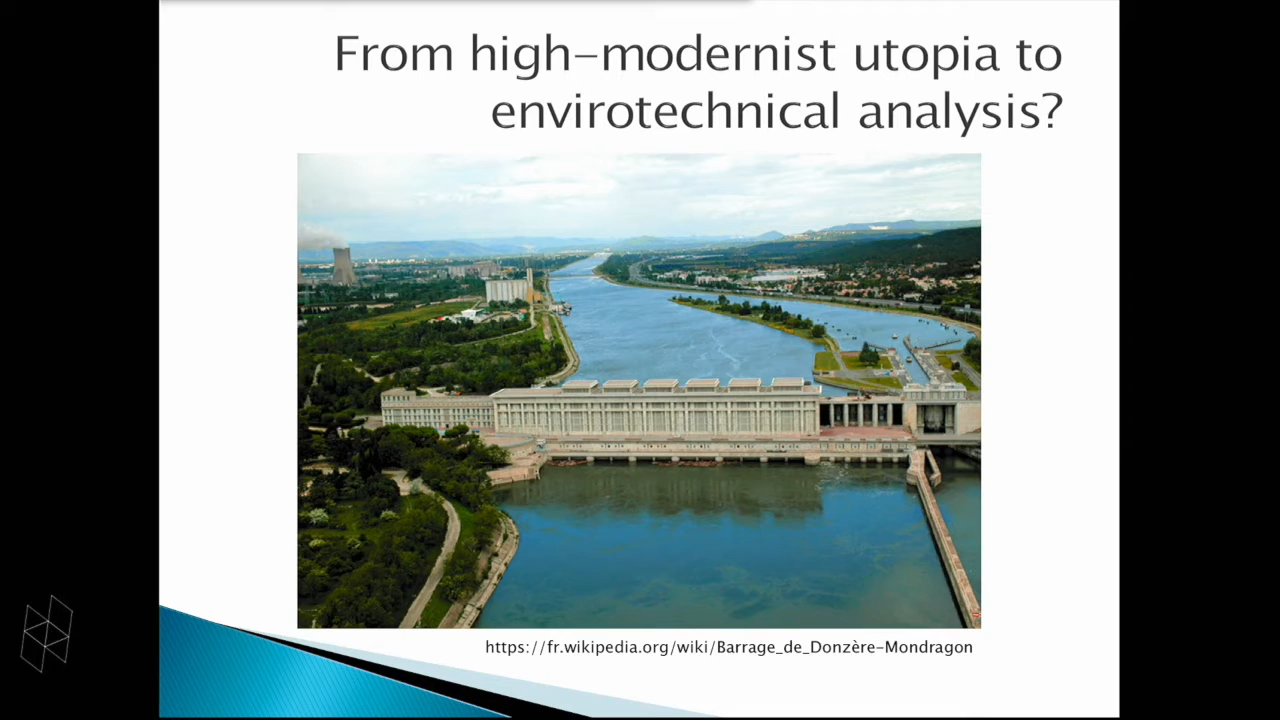 From high-modernist utopia to
envirotechnical analysis?
https://fr.wikipedia.org/wiki/Barrage_de_Donzère-Mondragon